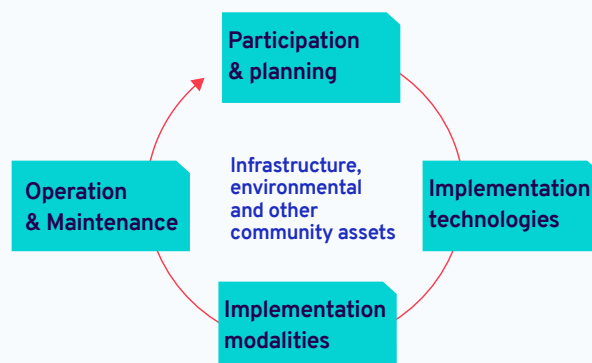 Participation
& planning
Infrastructure,
environmental
and other
community assets
Operation
& Maintenance
Implementation
technologies
Implementation
modalities